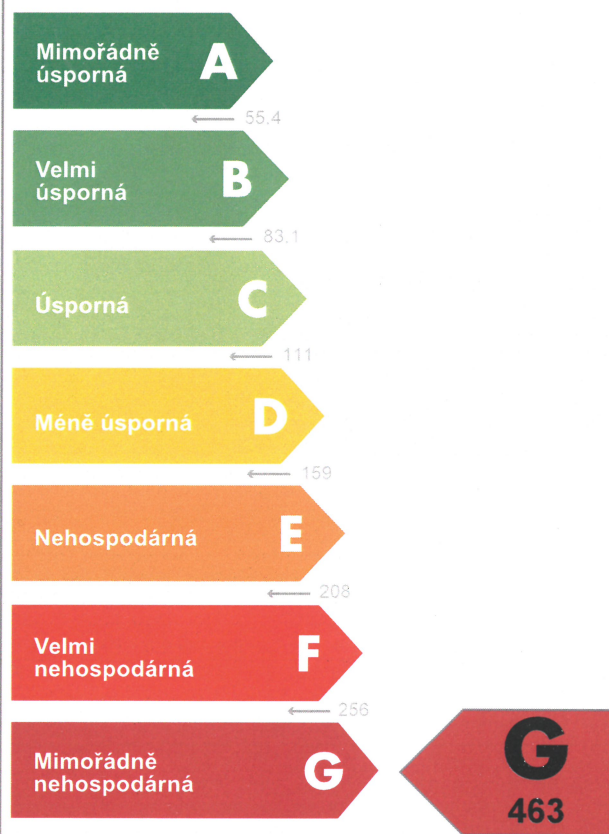 Mimořádně
úsporná
A
55.4
Velmi
úsporná
B
83.1
Úsporná
C
111
Méně úsporná
D
159
Nehospodárná
E
208
Velmi
nehospodárná
F
256
Mimořádně
nehospodárná
G
G
463